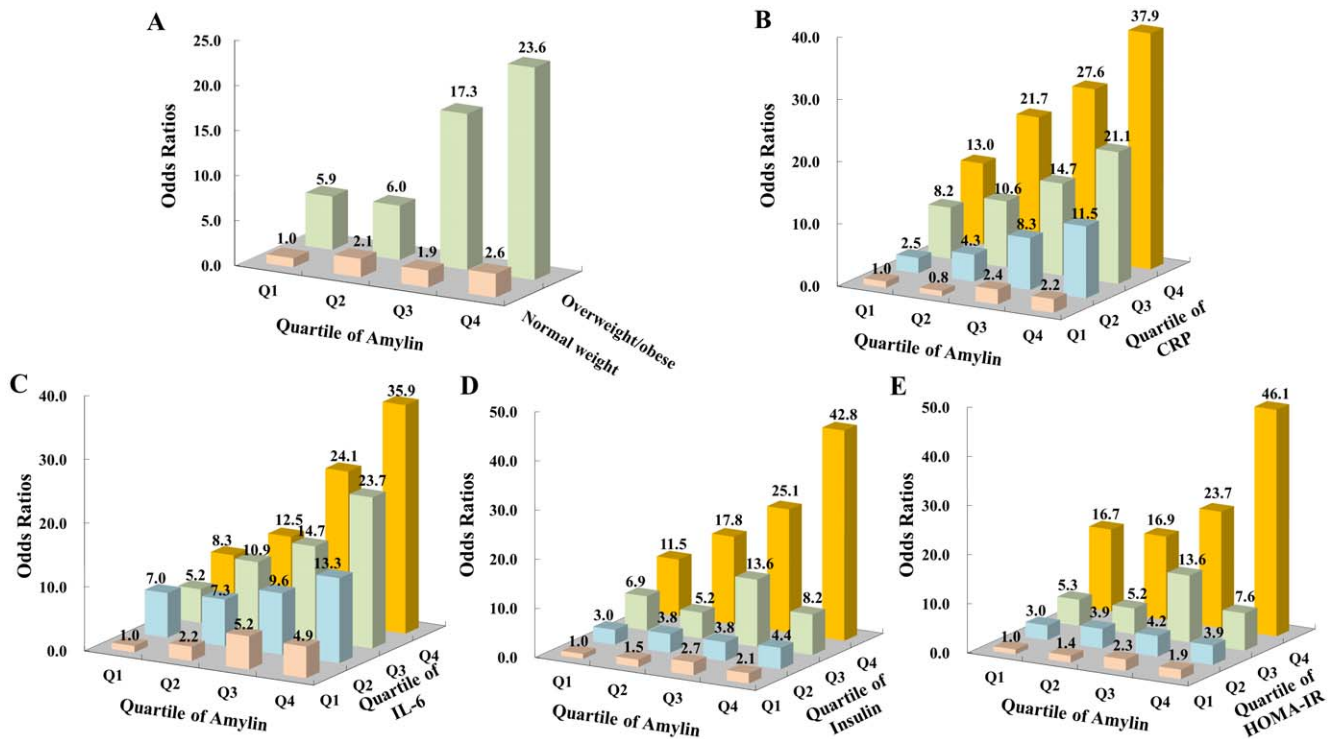 A
25.0
20.0
15.0
10.0
5.0
0.0
Odds Ratios
5.9
6.0
17.3
23.6
1.0
2.1
1.9
2.6
Q1
Q2
Q3
Q4
Quartile of Amylin
Normal weight
Overweight/obese
B
40.0
30.0
20.0
10.0
0.0
Odds Ratios
13.0
21.7
27.6
37.9
8.2
10.6
14.7
21.1
2.5
4.3
8.3
11.5
1.0
0.8
2.4
2.2
Q1
Q2
Q3
Q4
Quartile of Amylin
Q1
Q2
Q3
Q4
Quartile of
CRP
C
40.0
30.0
20.0
10.0
0.0
Odds Ratios
8.3
12.5
24.1
35.9
5.2
10.9
14.7
23.7
7.0
7.3
9.6
13.3
1.0
2.2
5.2
4.9
Q1
Q2
Q3
Q4
Quartile of Amylin
Q1
Q2
Q3
Q4
Quartile of
IL-6
D
50.0
40.0
30.0
20.0
10.0
0.0
Odds Ratios
11.5
17.8
25.1
42.8
6.9
5.2
13.6
8.2
3.0
3.8
3.8
4.4
1.0
1.5
2.7
2.1
Q1
Q2
Q3
Q4
Quartile of Amylin
Q1
Q2
Q3
Q4
Quartile of
Insulin
E
50.0
40.0
30.0
20.0
10.0
0.0
Odds Ratios
16.7
16.9
23.7
46.1
5.3
5.2
13.6
7.6
3.0
3.9
4.2
3.9
1.0
1.4
2.3
1.9
Q1
Q2
Q3
Q4
Quartile of Amylin
Q1
Q2
Q3
Q4
Quartile of
HOMA-IR